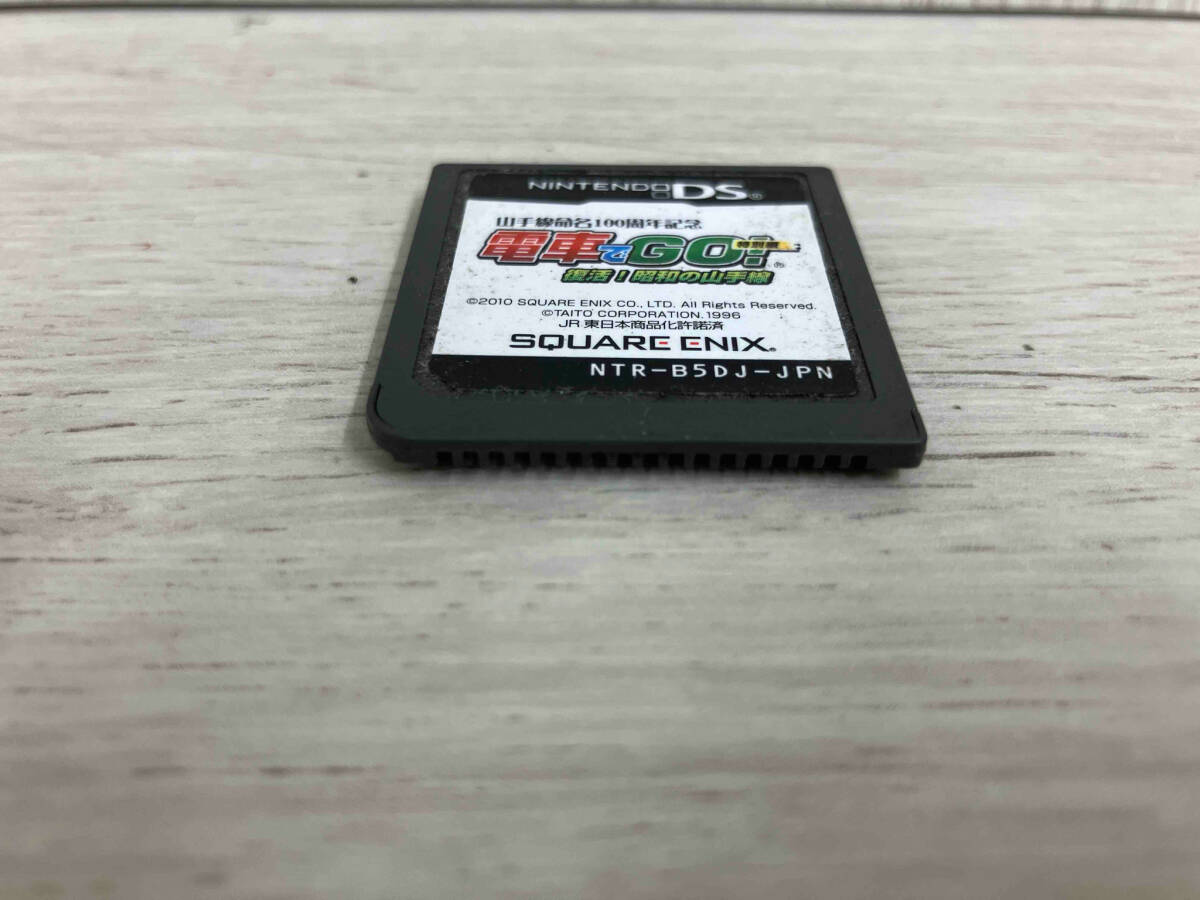 NINTENDO DS®
山手線命名100周年記念
電車でGO! 特別編
復活！昭和の山手線
©2010 SQUARE ENIX CO., LTD. All Rights Reserved.
©TAITO CORPORATION.1996
JR東日本商品化許諾済
SQUARE ENIX®
NTR-B5DJ-JPN